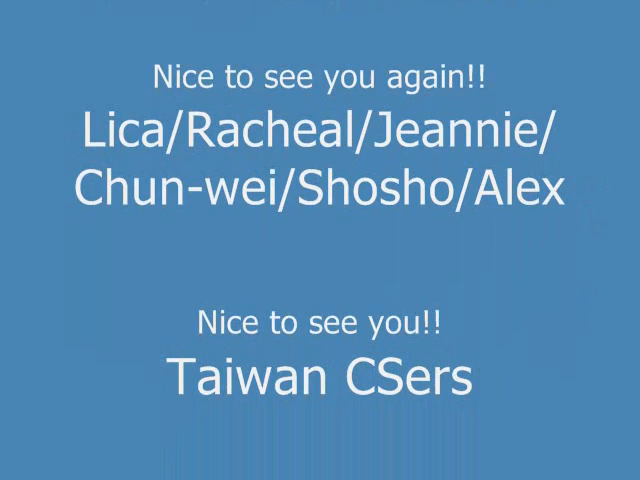 Nice to see you again!!
Lica/Racheal/Jeannie/
Chun-wei/Shosho/Alex
Nice to see you!!
Taiwan CSers